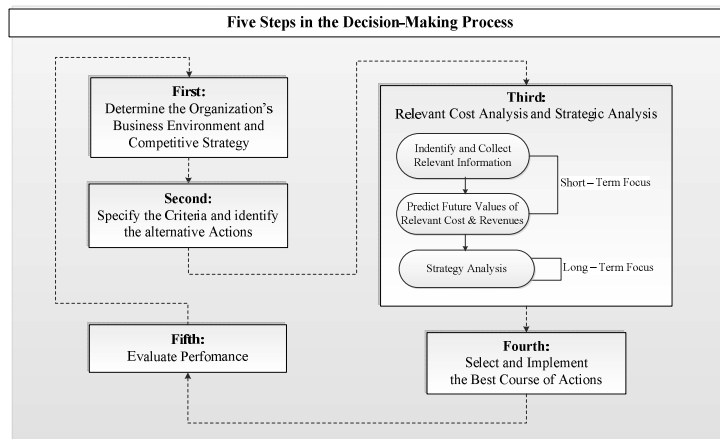 Five Steps in the Decision–Making Process
First:
Determine the Organization's
Business Environment and
Competitive Strategy
Second:
Specify the Criteria and identify
the alternative Actions
Third:
Relevant Cost Analysis and Strategic Analysis
Indentify and Collect
Relevant Information
Predict Future Values of
Relevant Cost & Revenues
Short–Term Focus
Strategy Analysis
Long–Term Focus
Fourth:
Select and Implement
the Best Course of Actions
Fifth:
Evaluate Perfomance